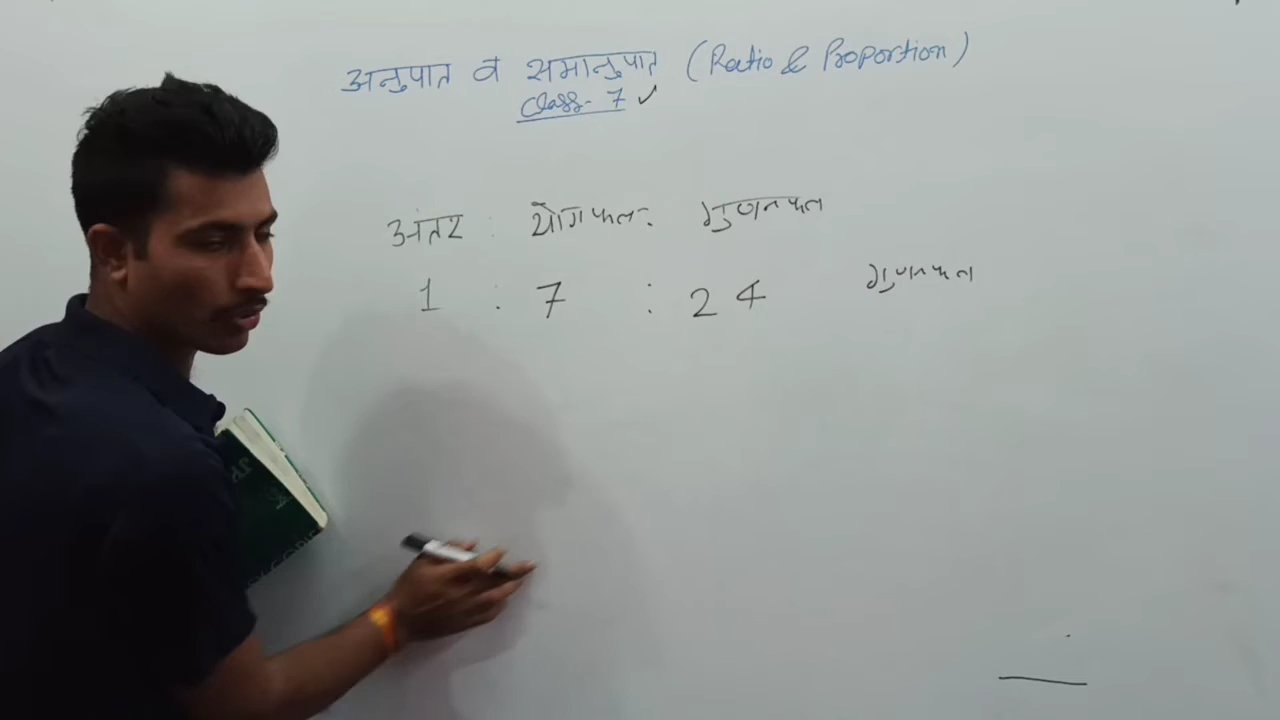 अनुपात व समानुपात (Ratio & Proportion)
Class- 7 ✓
अंतर : योगफल : गुणनफल
1 : 7 : 24 गुणनफल